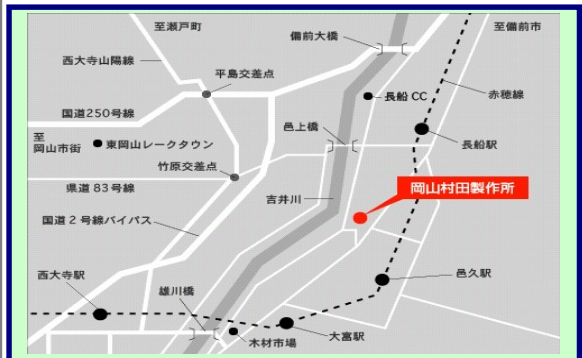 至瀬戸町
備前大橋
至備前市
西大寺山陽線
平島交差点
長船CC
赤穂線
国道250号線
邑上橋
至
岡山市街
東岡山レークタウン
長船駅
竹原交差点
県道83号線
岡山村田製作所
吉井川
国道2号線バイパス
西大寺駅
雄川橋
邑久駅
木材市場
大富駅